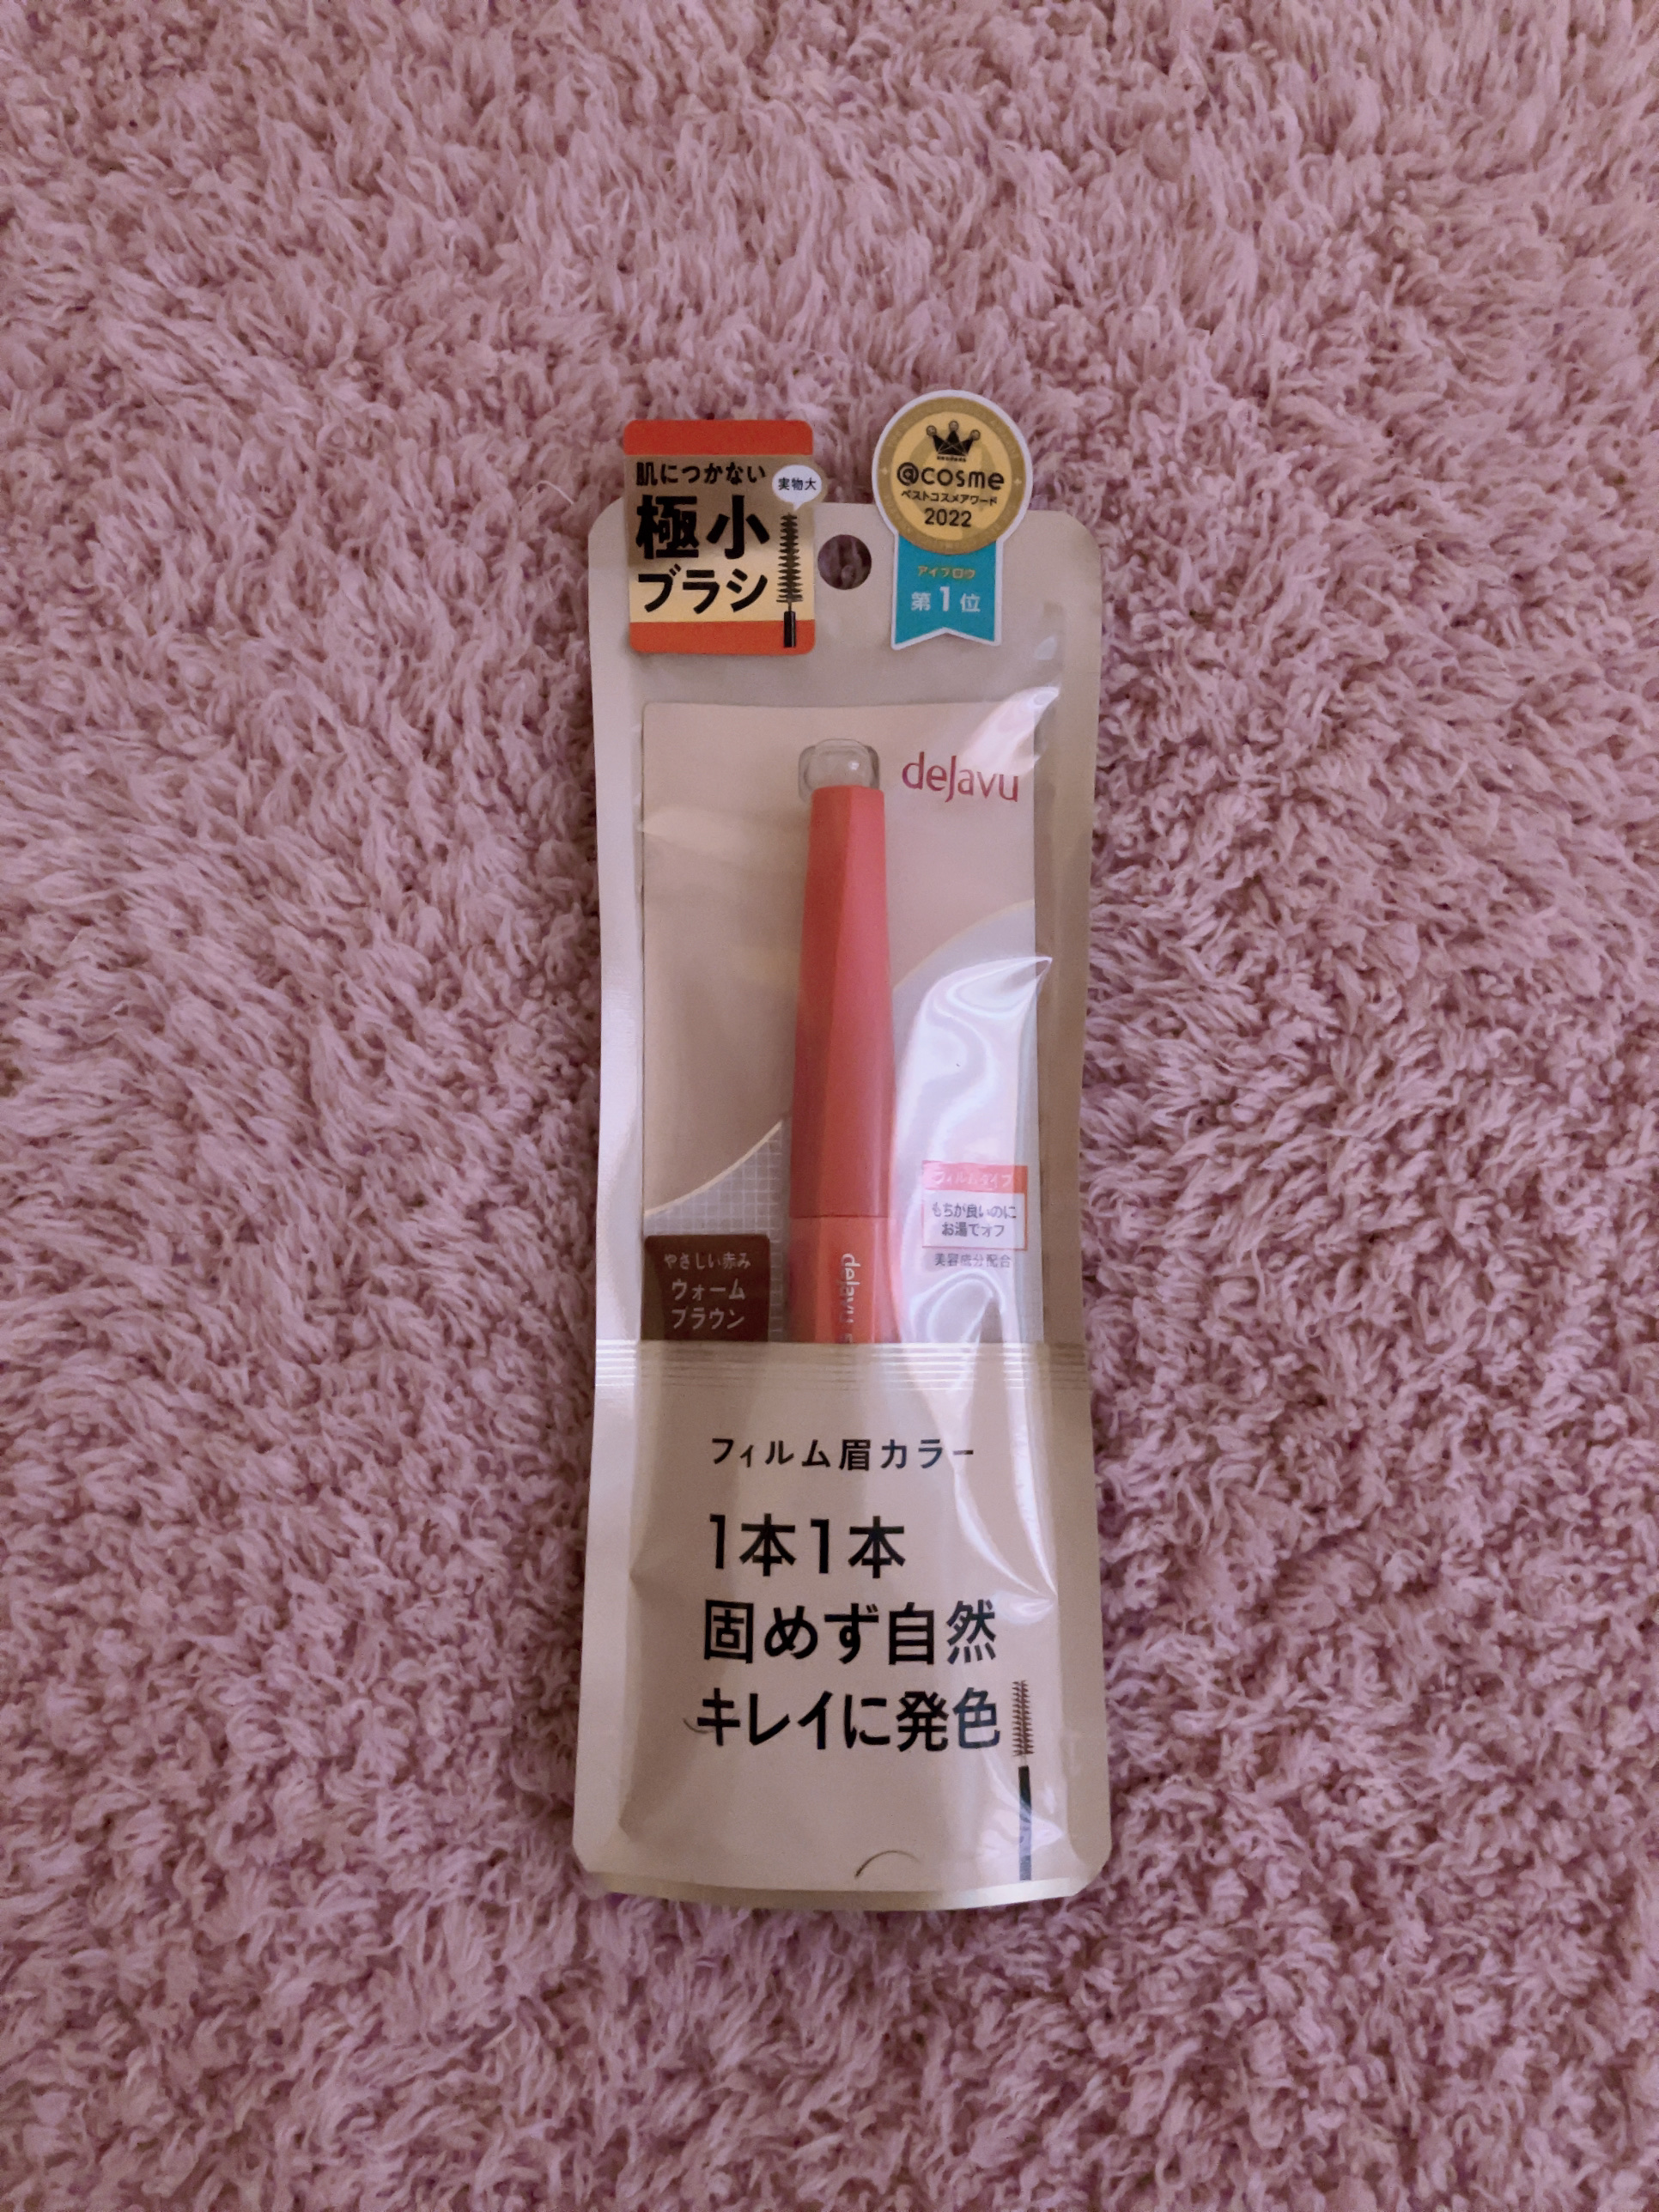 肌につかない
実物大
極小
ブラシ
@cosme
ベストコスメアワード
2022
アイブロウ
第1位
dejavu
フィルムタイプ
もちが良いのに
お湯でオフ
美容成分配合
やさしい赤み
ウォーム
ブラウン
dejavu
フィルム眉カラー
1本1本
固めず自然
キレイに発色